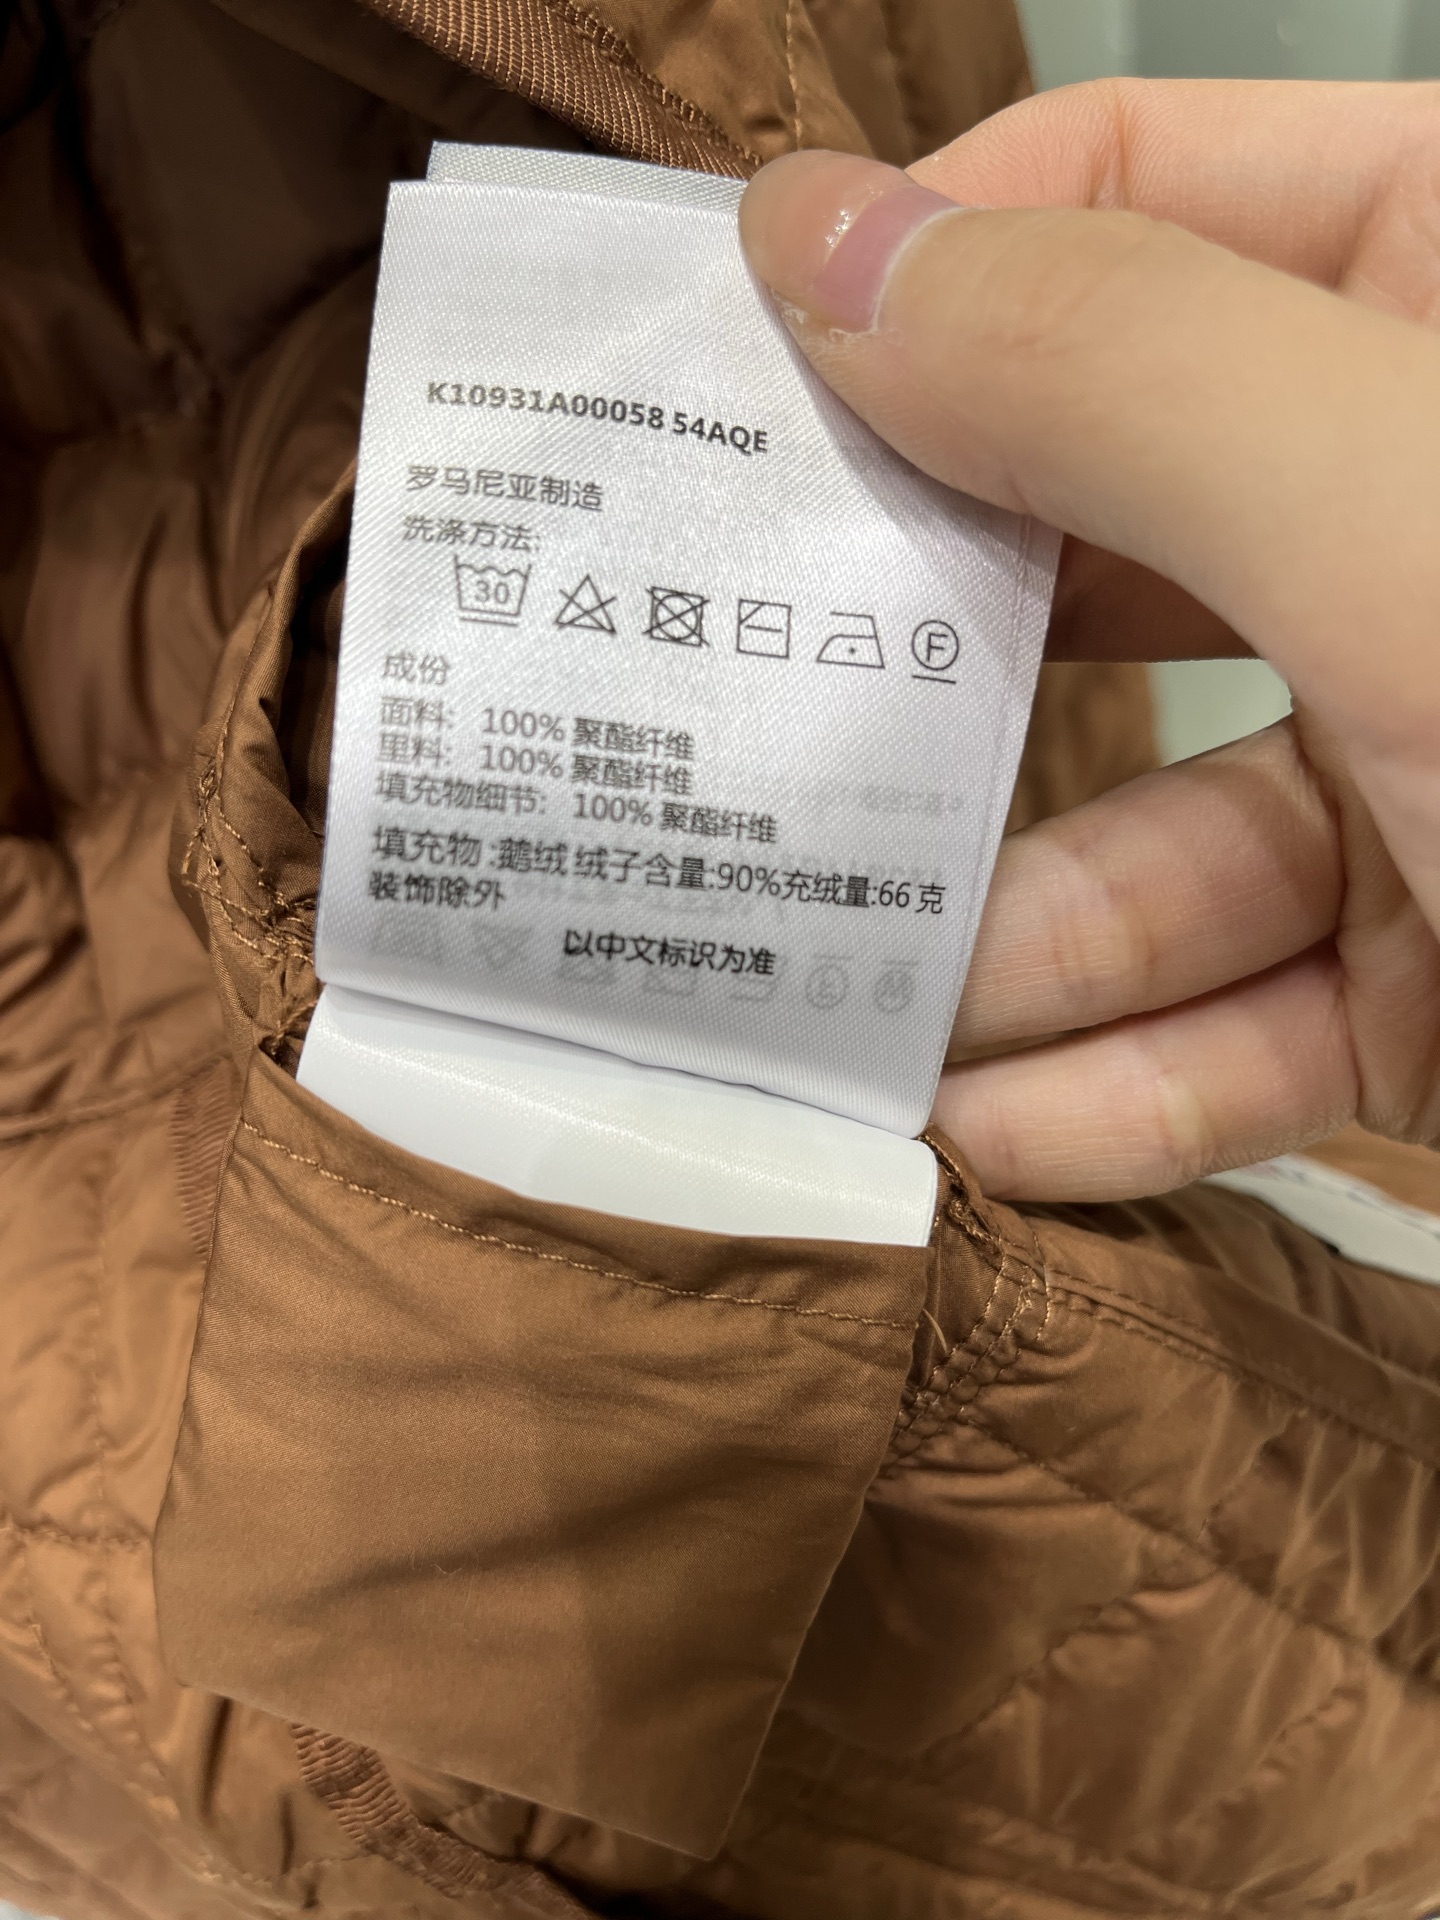 K10931A00058 54AQE
罗马尼亚制造
洗涤方法:
30 F
成份
面料: 100% 聚酯纤维
里料: 100% 聚酯纤维
填充物细节: 100% 聚酯纤维
填充物:鹅绒 绒子含量:90%充绒量:66 克
装饰除外
以中文标识为准